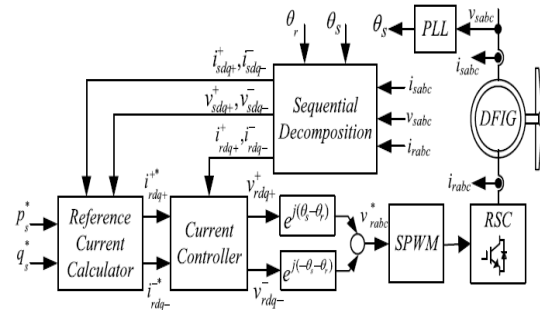 θ_r
θ_s
θ_s
PLL
v_sabc
i_sabc
i⁺_sdq+, i⁻_sdq−
v⁺_sdq+, v⁻_sdq−
i⁺_rdq+, i⁻_rdq−
Sequential
Decomposition
i_sabc
v_sabc
i_rabc
DFIG
i_rabc
p*_s
q*_s
Reference
Current
Calculator
i⁺*_rdq+
i⁻*_rdq−
Current
Controller
v⁺_rdq+
v⁻_rdq−
e^j(θ_s−θ_r)
e^j(−θ_s−θ_r)
v*_rabc
SPWM
RSC